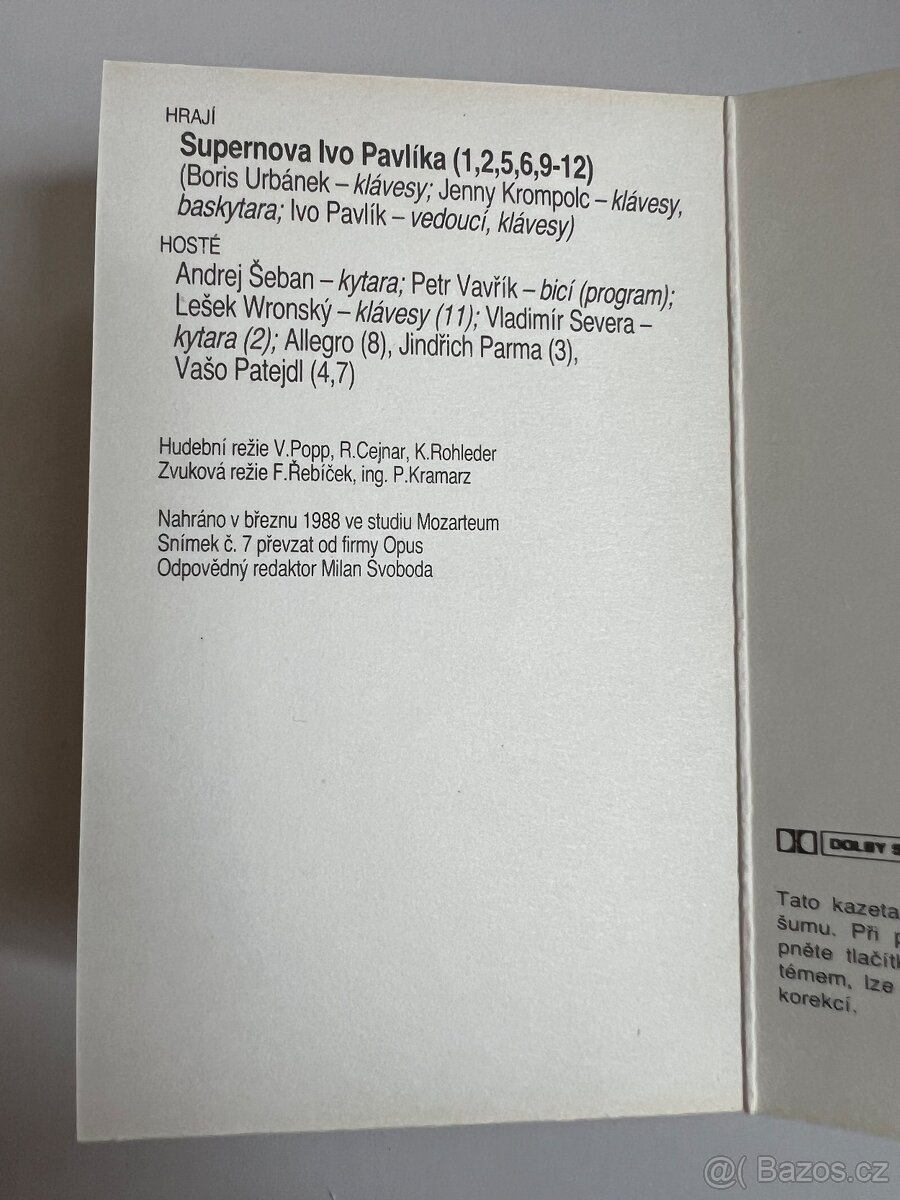 HRAJÍ
Supernova Ivo Pavlíka (1,2,5,6,9-12)
(Boris Urbánek – klávesy; Jenny Krompolc – klávesy,
baskytara; Ivo Pavlík – vedoucí, klávesy)
HOSTÉ
Andrej Šeban – kytara; Petr Vavřík – bicí (program);
Lešek Wronský – klávesy (11); Vladimír Severa –
kytara (2); Allegro (8), Jindřich Parma (3),
Vašo Patejdl (4,7)
Hudební režie V.Popp, R.Cejnar, K.Rohleder
Zvuková režie F.Řebíček, ing. P.Kramarz
Nahráno v březnu 1988 ve studiu Mozarteum
Snímek č. 7 převzat od firmy Opus
Odpovědný redaktor Milan Svoboda
DOLBY S
Tato kazeta
šumu. Při p
pněte tlačítk
témem, lze
korekcí,
@( Bazos.cz